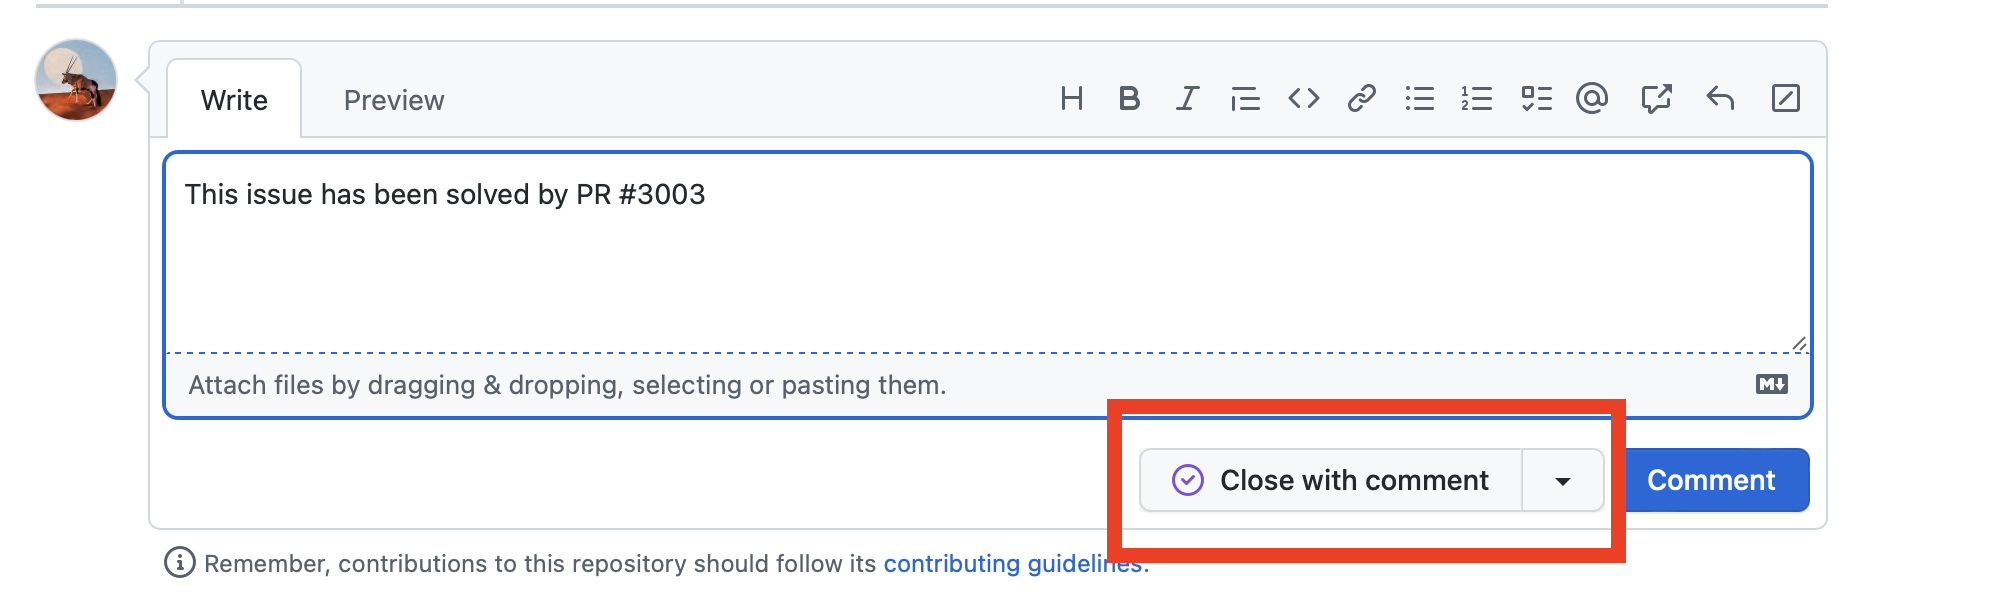 Write Preview
This issue has been solved by PR #3003
Attach files by dragging & dropping, selecting or pasting them.
Close with comment Comment
Remember, contributions to this repository should follow its contributing guidelines.